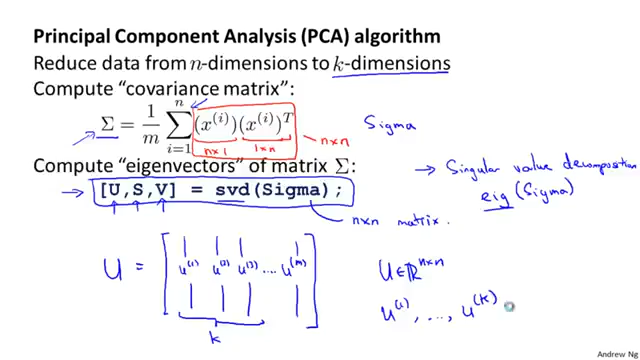 Principal Component Analysis (PCA) algorithm
Reduce data from n-dimensions to k-dimensions
Compute “covariance matrix”:
Σ = 1/m ∑_{i=1}^{n} (x^{(i)})(x^{(i)})^T
n×1 1×n
n×n
Sigma
Compute “eigenvectors” of matrix Σ:
→ Singular value decomposition
[U,S,V] = svd(Sigma);
eig (Sigma)
n×n matrix.
U = [ u^{(1)} u^{(2)} u^{(3)} .... u^{(m)} ]
k
U ∈ ℝ^{n×n}
u^{(1)}, ..., u^{(k)}
Andrew Ng